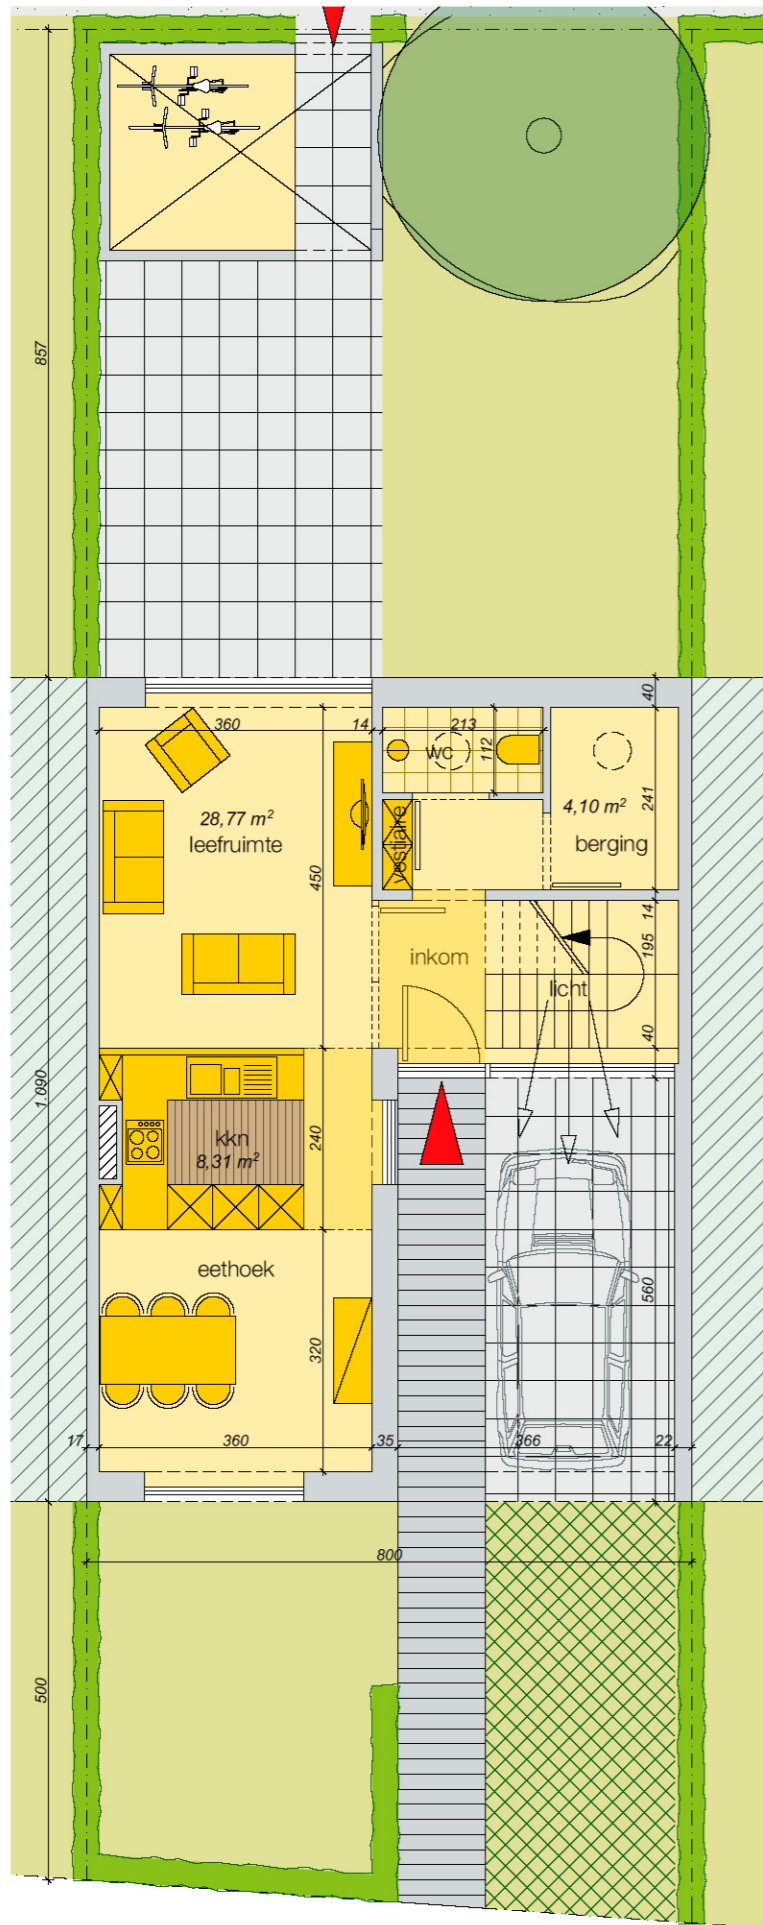 857
40
360
14
213
wc
112
28,77 m²
leefruimte
4,10 m²
berging
241
vestiaire
450
14
inkom
195
licht
40
1.090
kkn
8,31 m²
240
eethoek
560
320
17
360
35
366
22
800
500